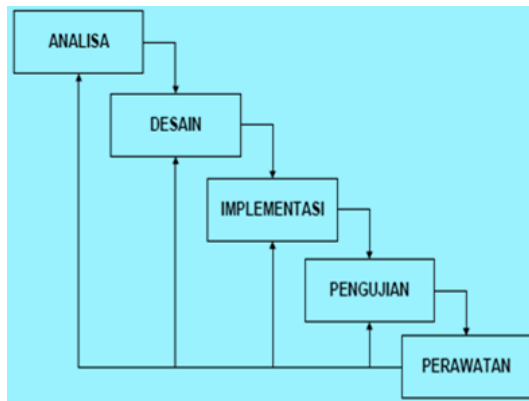 ANALISA
DESAIN
IMPLEMENTASI
PENGUJIAN
PERAWATAN